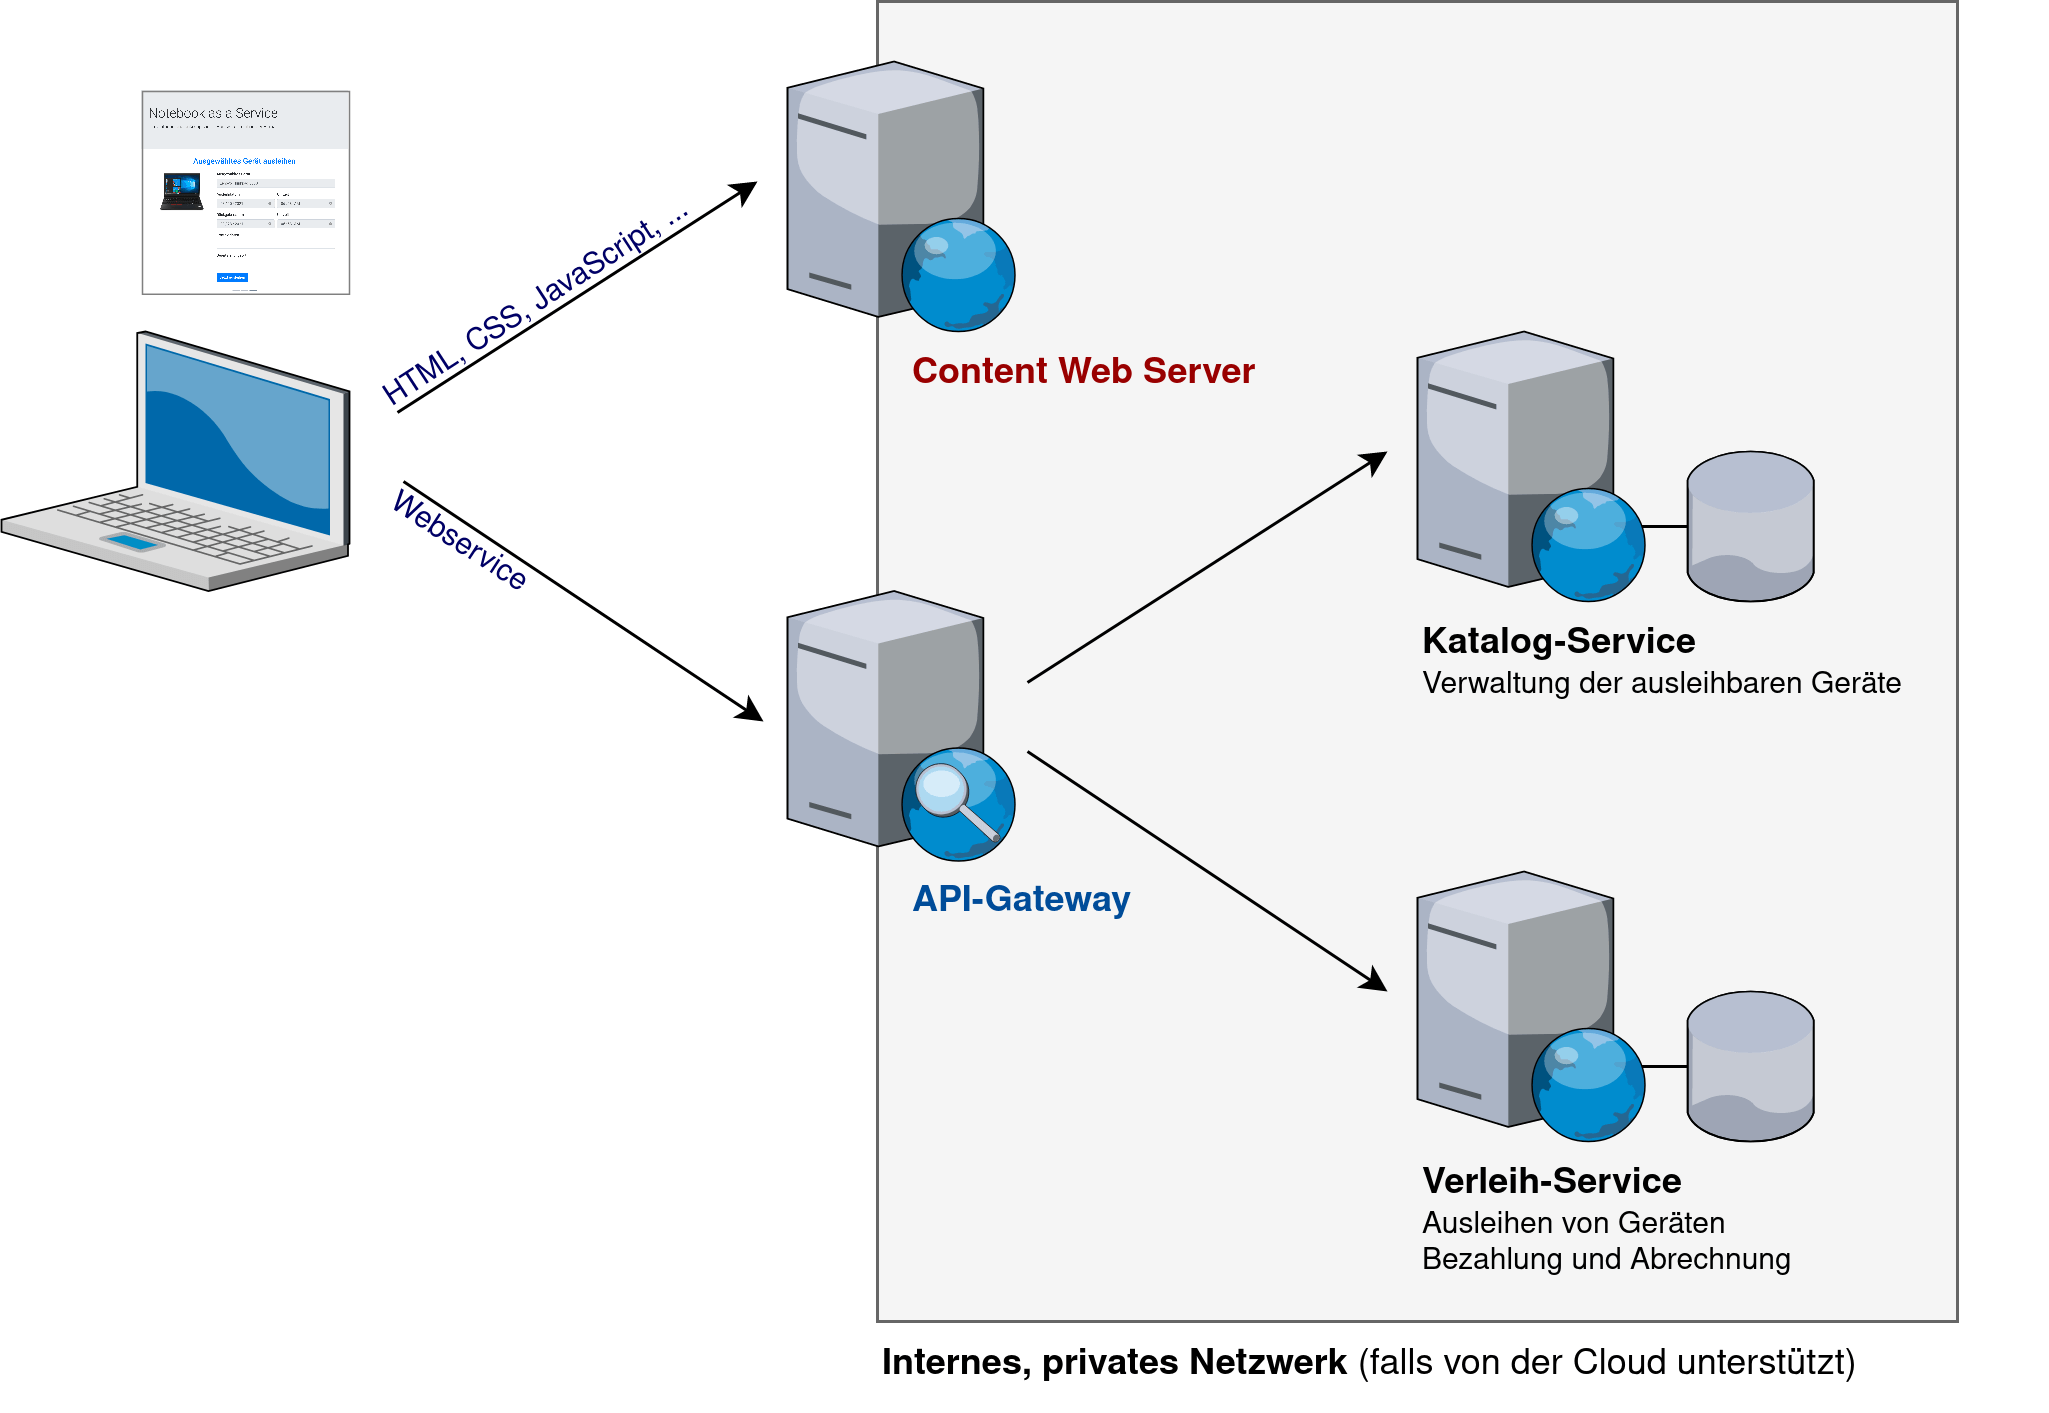 Notebook as a Service
Ausgewähltes Gerät ausleihen
HTML, CSS, JavaScript, ...
Webservice
Content Web Server
API-Gateway
Katalog-Service
Verwaltung der ausleihbaren Geräte
Verleih-Service
Ausleihen von Geräten
Bezahlung und Abrechnung
Internes, privates Netzwerk (falls von der Cloud unterstützt)